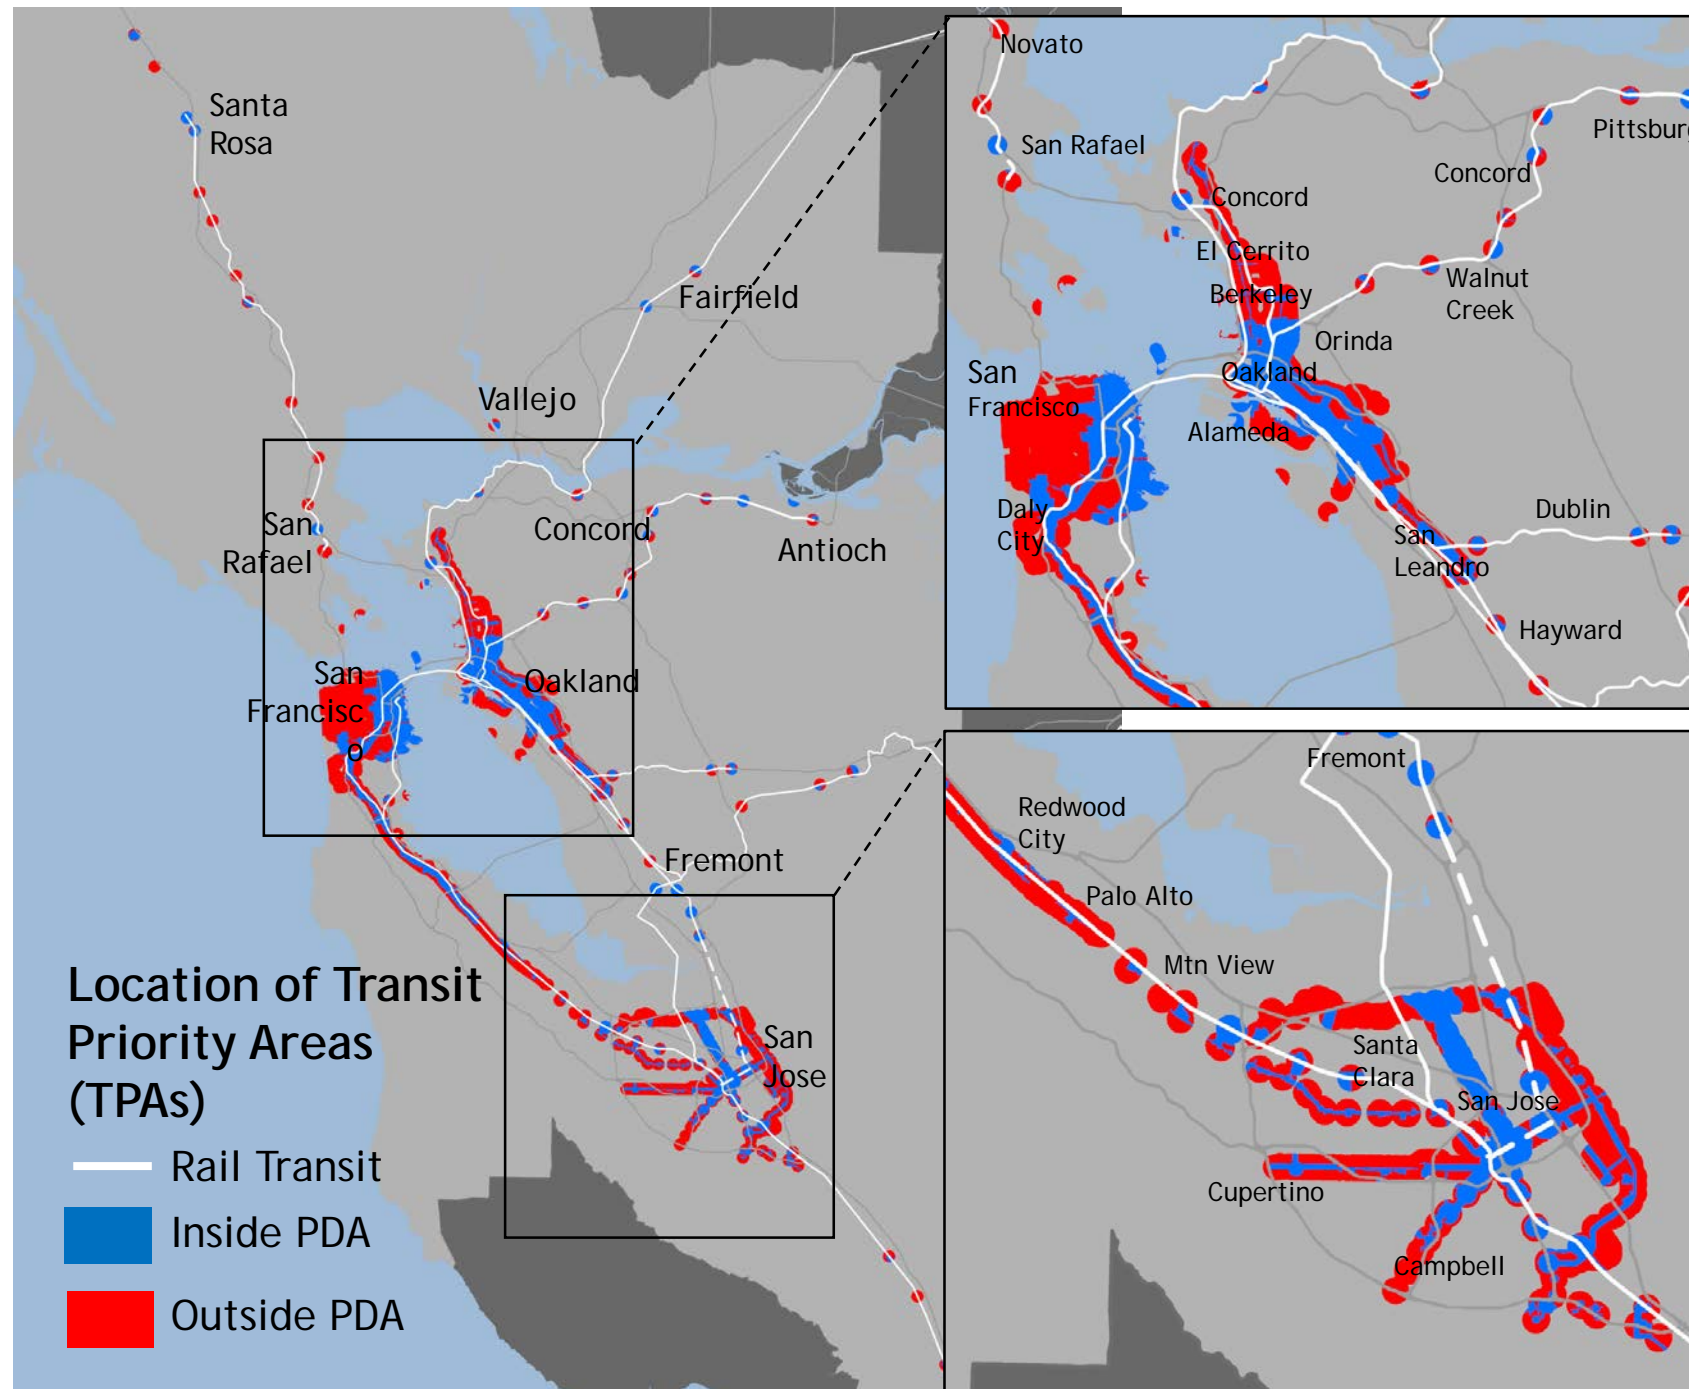 Santa
Rosa
Fairfield
Vallejo
Concord
Antioch
San
Rafael
San
Francisc
o
Oakland
Fremont
San
Jose
Location of Transit
Priority Areas
(TPAs)
Rail Transit
Inside PDA
Outside PDA
Novato
San Rafael
Pittsburg
Concord
Concord
El Cerrito
Walnut
Creek
Berkeley
Orinda
San
Francisco
Oakland
Alameda
Daly
City
Dublin
San
Leandro
Hayward
Fremont
Redwood
City
Palo Alto
Mtn View
Santa
Clara
San Jose
Cupertino
Campbell